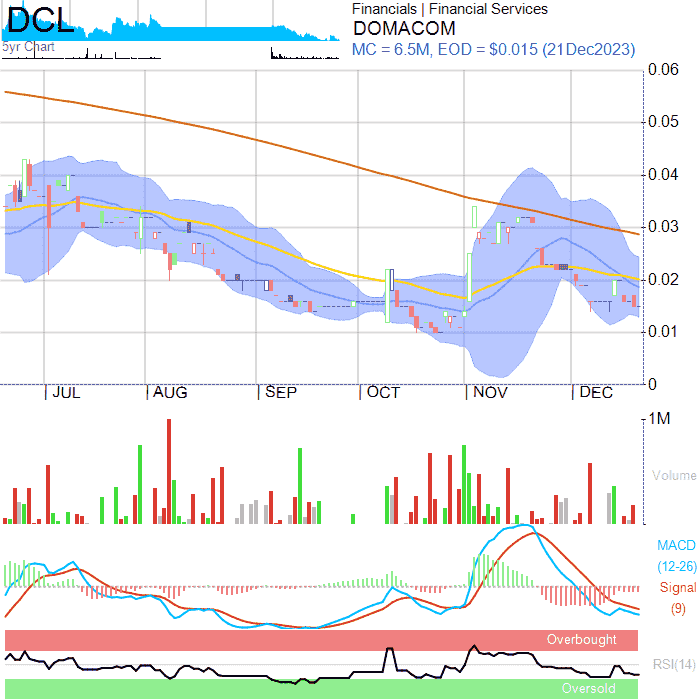 DCL
5yr Chart
Financials | Financial Services
DOMACOM
MC = 6.5M, EOD = $0.015 (21Dec2023)
0.06
0.05
0.04
0.03
0.02
0.01
0
JUL
AUG
SEP
OCT
NOV
DEC
1M
Volume
MACD
(12-26)
Signal
(9)
Overbought
RSI(14)
Oversold